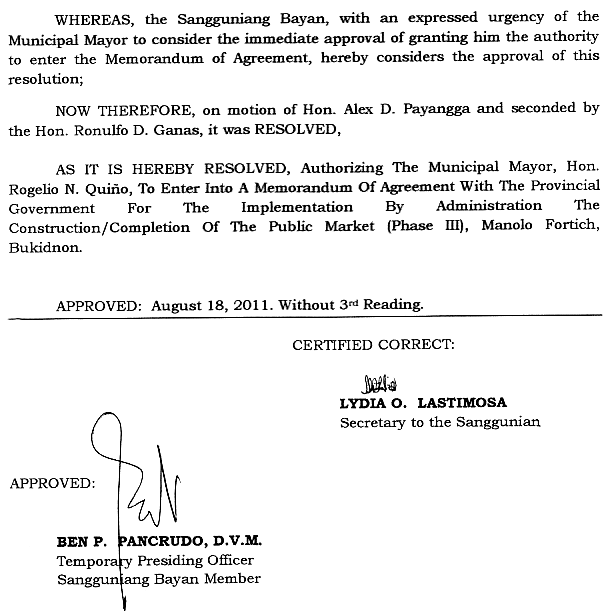 WHEREAS, the Sangguniang Bayan, with an expressed urgency of the
Municipal Mayor to consider the immediate approval of granting him the authority
to enter the Memorandum of Agreement, hereby considers the approval of this
resolution;
NOW THEREFORE, on motion of Hon. Alex D. Payangga and seconded by
the Hon. Ronulfo D. Ganas, it was RESOLVED,
AS IT IS HEREBY RESOLVED, Authorizing The Municipal Mayor, Hon.
Rogelio N. Quiño, To Enter Into A Memorandum Of Agreement With The Provincial
Government For The Implementation By Administration The
Construction/Completion Of The Public Market (Phase III), Manolo Fortich,
Bukidnon.
APPROVED: August 18, 2011. Without 3rd Reading.
CERTIFIED CORRECT:
LYDIA O. LASTIMOSA
Secretary to the Sanggunian
APPROVED:
BEN P. PANCRUDO, D.V.M.
Temporary Presiding Officer
Sangguniang Bayan Member